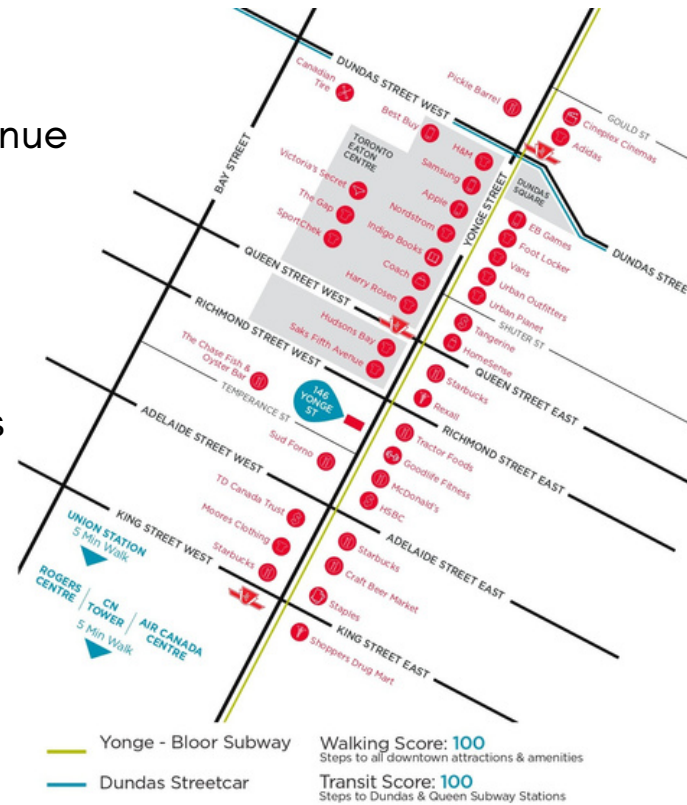 nue
s
Canadian
Tire
DUNDAS STREET WEST
Pickle Barrel
GOULD ST
Cineplex Cinemas
Adidas
Best Buy
H&M
TORONTO
EATON
CENTRE
Samsung
Apple
Nordstrom
Indigo Books
Coach
Harry Rosen
Victoria's Secret
The Gap
SportChek
BAY STREET
YONGE STREET
DUNDAS
SQUARE
DUNDAS STREE
EB Games
Foot Locker
Vans
Urban Outfitters
Urban Planet
SHUTER ST
Tangerine
HomeSense
QUEEN STREET WEST
QUEEN STREET EAST
Hudsons Bay
Saks Fifth Avenue
RICHMOND STREET WEST
Starbucks
Rexall
RICHMOND STREET EAST
The Chase Fish &
Oyster Bar
TEMPERANCE ST
146
YONGE
ST
Sud Forno
Tractor Foods
Goodlife Fitness
McDonald's
HSBC
ADELAIDE STREET WEST
ADELAIDE STREET EAST
TD Canada Trust
Moores Clothing
Starbucks
Starbucks
Craft Beer Market
Staples
KING STREET WEST
KING STREET EAST
Shoppers Drug Mart
UNION STATION
5 Min Walk
ROGERS
CENTRE
CN
TOWER
AIR CANADA
CENTRE
5 Min Walk
Yonge - Bloor Subway
Dundas Streetcar
Walking Score: 100
Steps to all downtown attractions & amenities
Transit Score: 100
Steps to Dundas & Queen Subway Stations